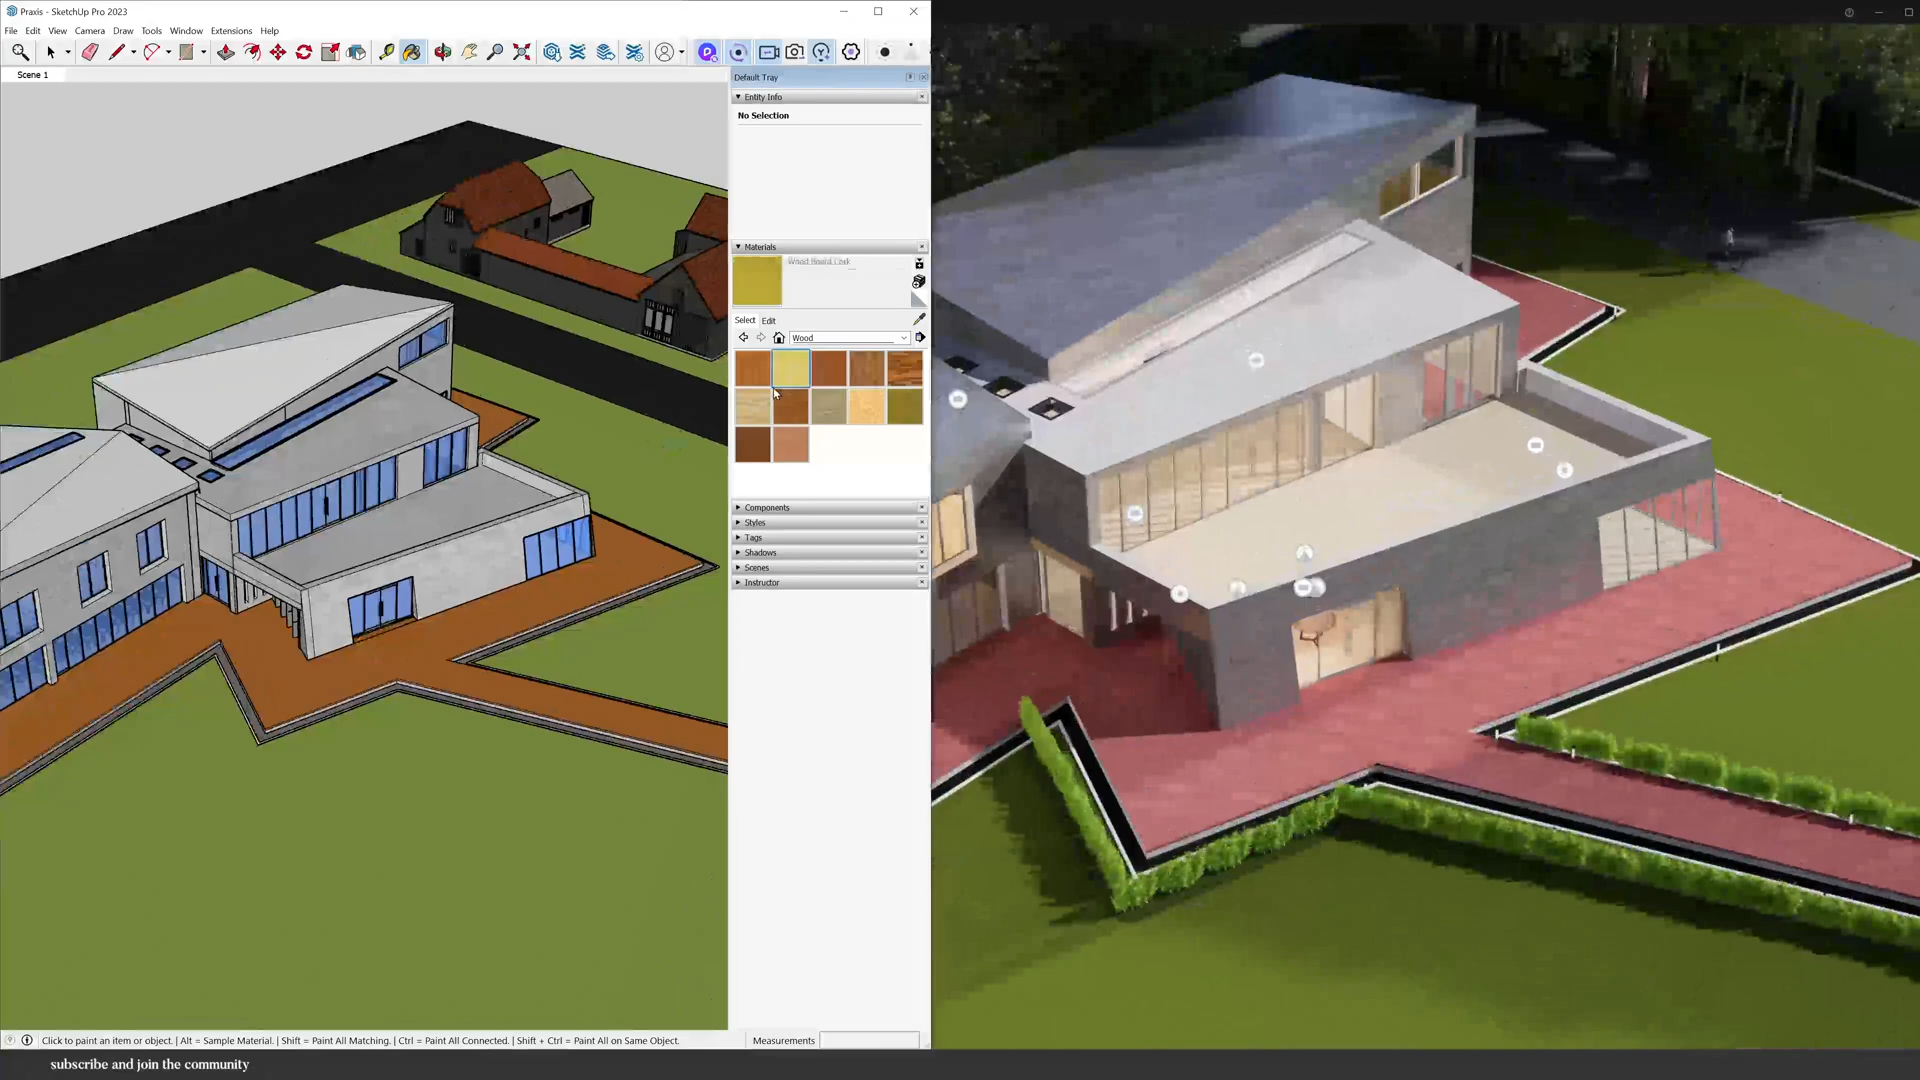 Praxis - SketchUp Pro 2023
File Edit View Camera Draw Tools Window Extensions Help
Scene 1
Default Tray
Entity Info
No Selection
Materials
Wood Board Cork
Select Edit
Wood
Components
Styles
Tags
Shadows
Scenes
Instructor
Click to paint an item or object. | Alt = Sample Material. | Shift = Paint All Matching. | Ctrl = Paint All Connected. | Shift + Ctrl = Paint All on Same Object.
Measurements
subscribe and join the community